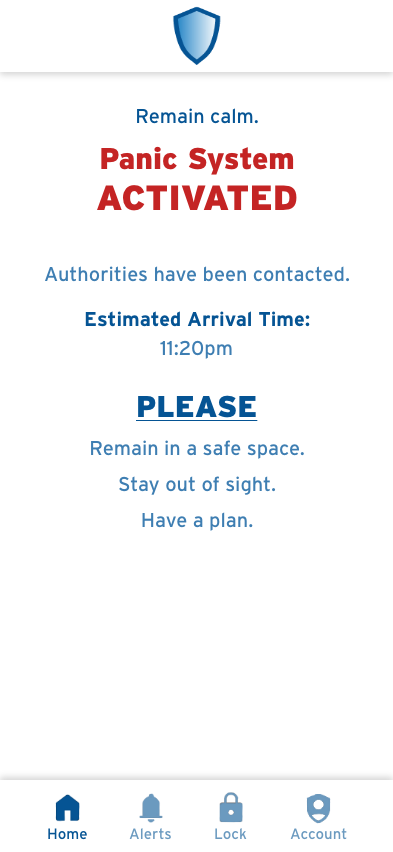 Remain calm.
Panic System
ACTIVATED
Authorities have been contacted.
Estimated Arrival Time:
11:20pm
PLEASE
Remain in a safe space.
Stay out of sight.
Have a plan.
Home
Alerts
Lock
Account